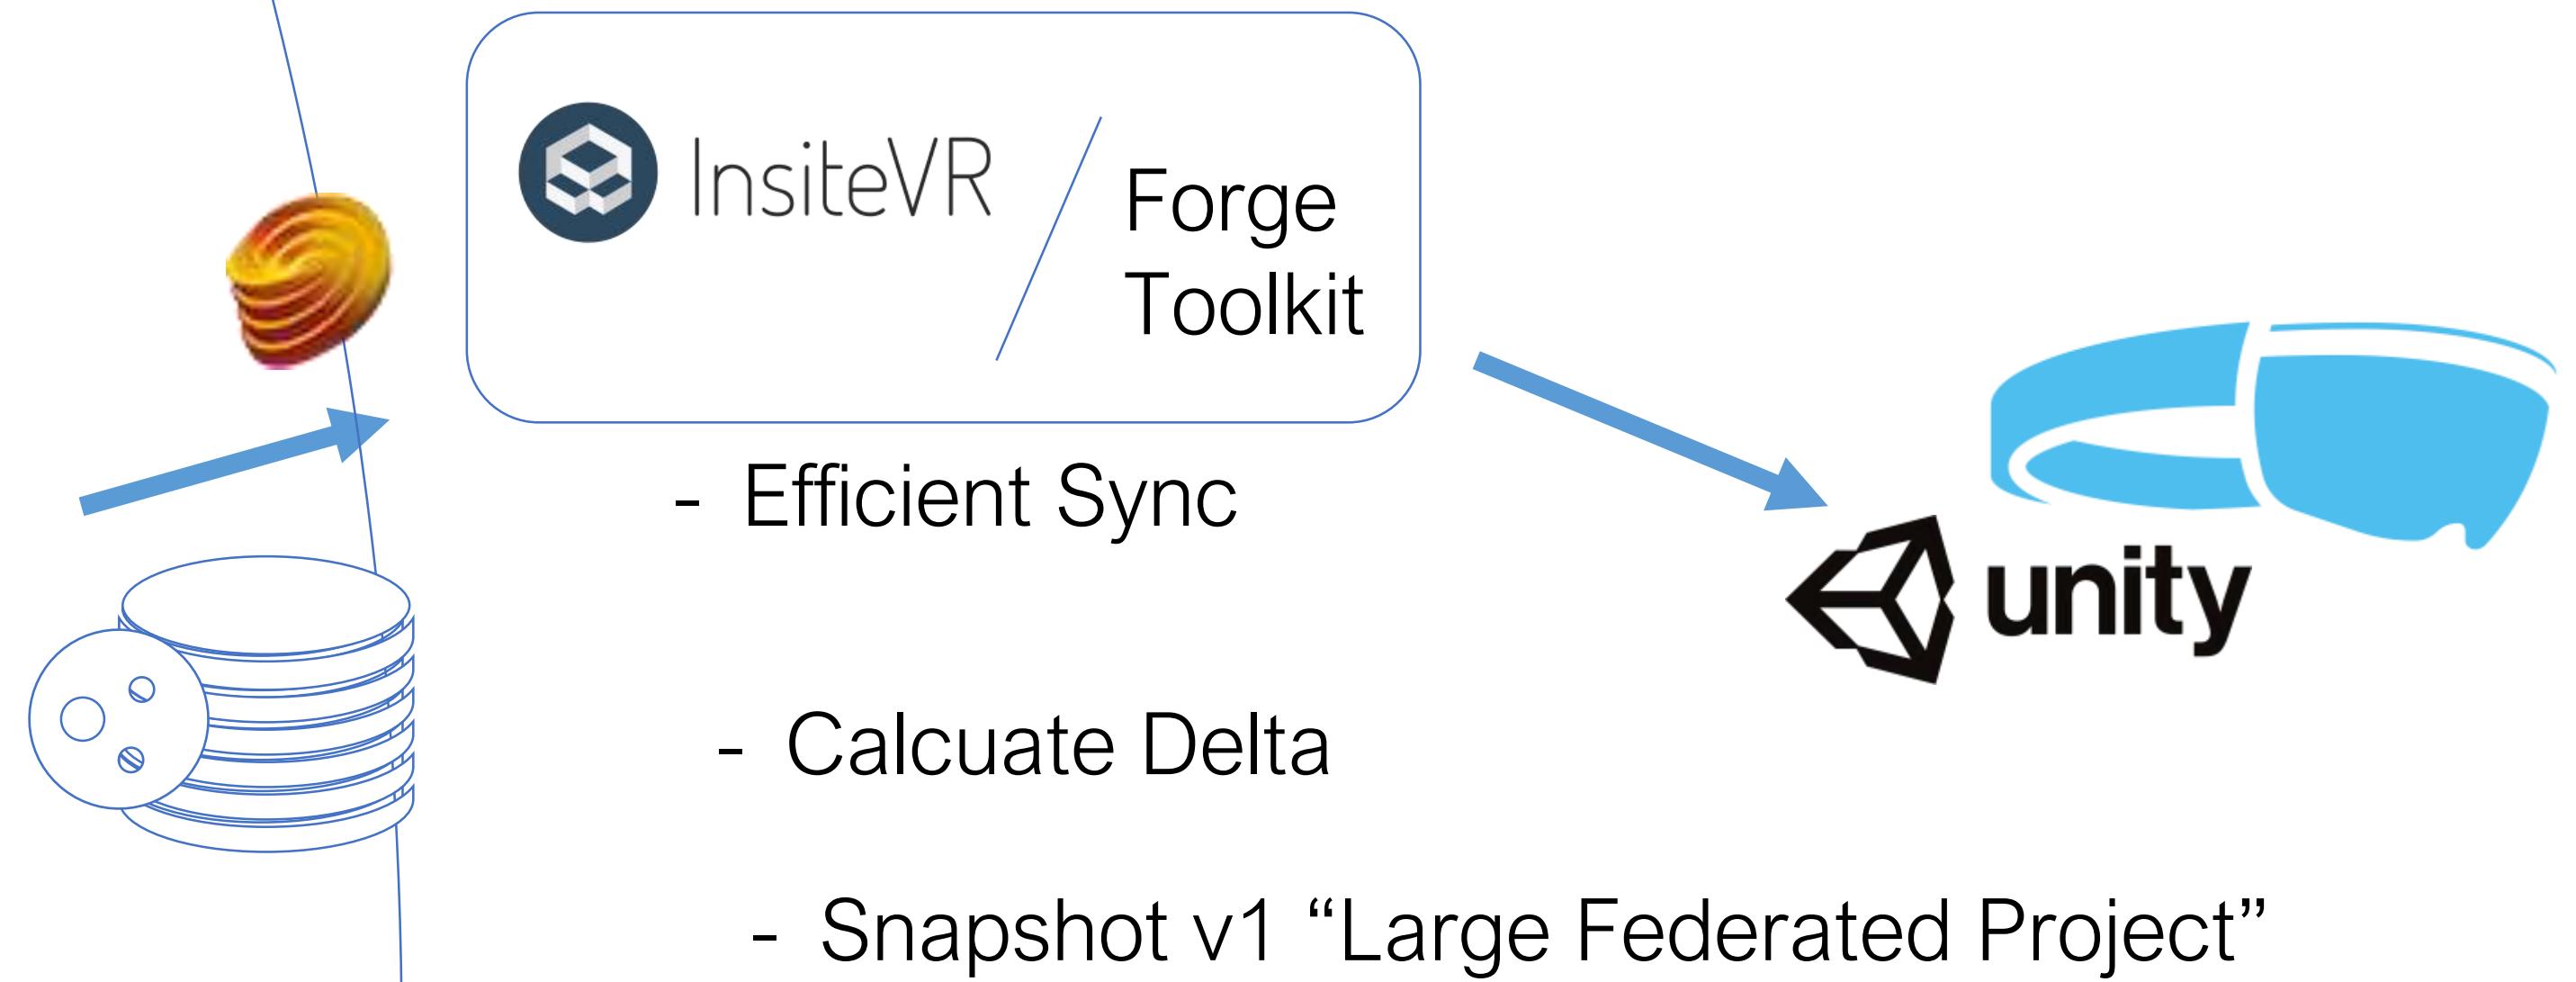 InsiteVR
Forge
Toolkit
- Efficient Sync
unity
- Calcuate Delta
- Snapshot v1 “Large Federated Project”